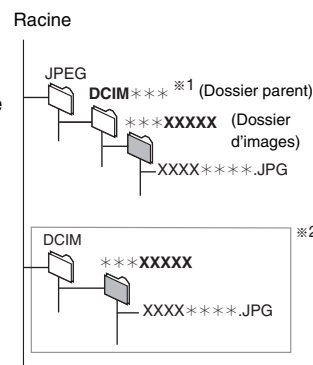 Racine
JPEG
DCIM✳✳✳ ※1 (Dossier parent)
✳✳✳XXXXX (Dossier
d'images)
XXXX✳✳✳✳.JPG
※2
DCIM
✳✳✳XXXXX
XXXX✳✳✳✳.JPG